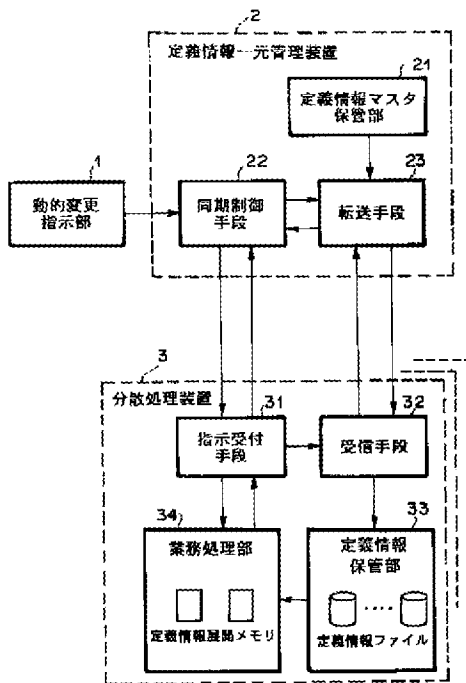 2
定義情報一元管理装置
21
定義情報マスタ
保管部
1
動的変更
指示部
22
同期制御
手段
23
転送手段
3
分散処理装置
31
指示受付
手段
32
受信手段
34
業務処理部
定義情報展開メモリ
33
定義情報
保管部
定義情報ファイル